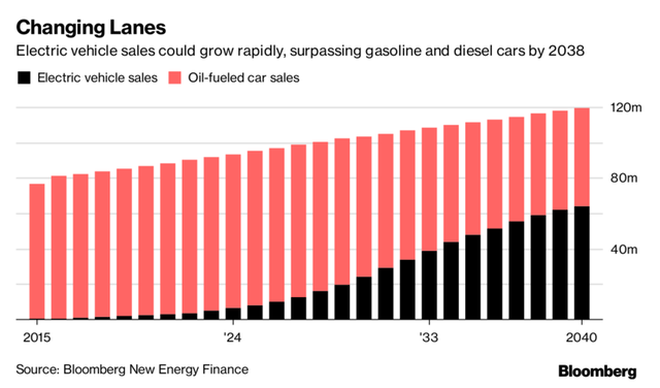 Changing Lanes
Electric vehicle sales could grow rapidly, surpassing gasoline and diesel cars by 2038
Electric vehicle sales Oil-fueled car sales
120m
80m
40m
2015 '24 '33 2040
Source: Bloomberg New Energy Finance Bloomberg